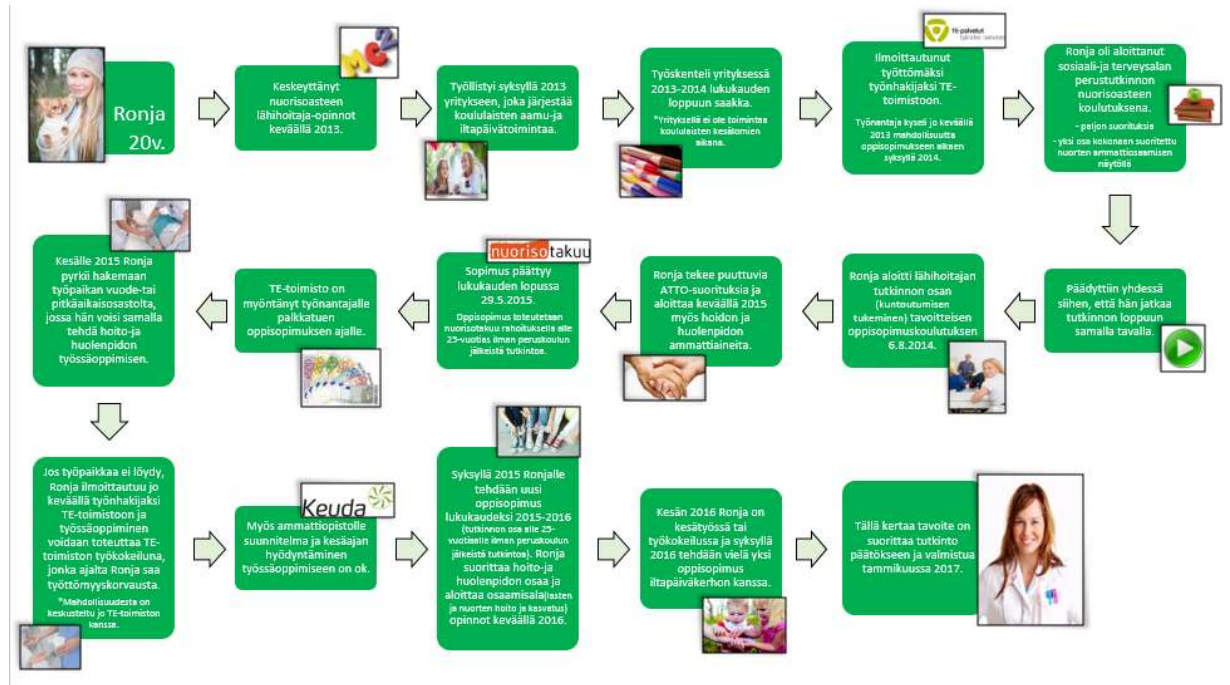 Ronja
20v.
Keskeyttänyt
nuorisoasteen
lähihoitaja-opinnot
keväällä 2013.
Työllistyi syksyllä 2013
yritykseen, joka järjestää
koululaisten aamu-ja
iltapäivätoimintaa.
Työskenteli yrityksessä
2013-2014 lukukauden
loppuun saakka.
*Yrityksellä ei ole toimintaa
koululaisten kesälomien
aikana.
TE-palvelut
Ilmoittautunut
työttömäksi
työnhakijaksi TE-
toimistoon.
Työnantaja kyseli jo keväällä
2013 mahdollisuutta
oppisopimukseen alkaen
syksyllä 2014.
Ronja oli aloittanut
sosiaali-ja terveysalan
perustutkinnon
nuorisoasteen
koulutuksena.
- paljon suorituksia
- yksi osa kokonaan suoritettu
nuorten ammattiosaamisen
näytöllä
Päädyttiin yhdessä
siihen, että hän jatkaa
tutkinnon loppuun
samalla tavalla.
Ronja aloitti lähihoitajan
tutkinnon osan
(kuntoutumisen
tukeminen) tavoitteisen
oppisopimuskoulutuksen
6.8.2014.
Ronja tekee puuttuvia
ATTO-suorituksia ja
aloittaa keväällä 2015
myös hoidon ja
huolenpidon
ammattiaineita.
nuorisotakuu
Sopimus päättyy
lukukauden lopussa
29.5.2015.
Oppisopimus toteutetaan
nuorisotakuu rahoituksella alle
25-vuotias ilman peruskoulun
jälkeistä tutkintoa.
TE-toimisto on
myöntänyt työnantajalle
palkkatuen
oppisopimuksen ajalle.
Kesälle 2015 Ronja
pyrkii hakemaan
työpaikan vuode-tai
pitkäaikaisosastolta,
jossa hän voisi samalla
tehdä hoito-ja
huolenpidon
työssäoppimisen.
Jos työpaikkaa ei löydy,
Ronja ilmoittautuu jo
keväällä työnhakijaksi
TE-toimistoon ja
työssäoppiminen
voidaan toteuttaa TE-
toimiston työkokeiluna,
jonka ajalta Ronja saa
työttömyyskorvausta.
*Mahdollisuudesta on
keskusteltu jo TE-toimiston
kanssa.
Keuda
Myös ammattiopistolle
suunnitelma ja kesäajan
hyödyntäminen
työssäoppimiseen on ok.
Syksyllä 2015 Ronjalle
tehdään uusi
oppisopimus
lukukaudeksi 2015-2016
(tutkinnon osa alle 25-
vuotiaalle ilman peruskoulun
jälkeistä tutkintoa). Ronja
suorittaa hoito-ja
huolenpidon osaa ja
aloittaa osaamisala(lasten
ja nuorten hoito ja kasvatus)
opinnot keväällä 2016.
Kesän 2016 Ronja on
kesätyössä tai
työkokeilussa ja syksyllä
2016 tehdään vielä yksi
oppisopimus
iltapäiväkerhon kanssa.
Tällä kertaa tavoite on
suorittaa tutkinto
päätökseen ja valmistua
tammikuussa 2017.